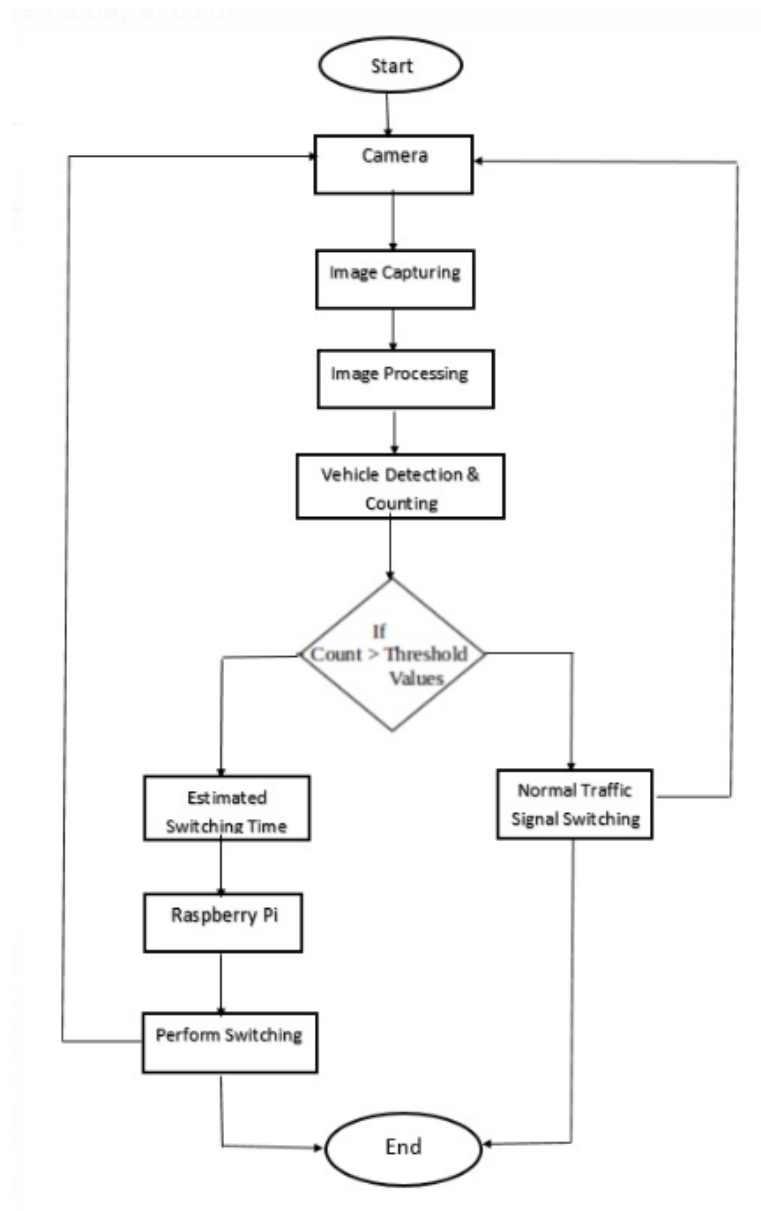 Start
Camera
Image Capturing
Image Processing
Vehicle Detection &
Counting
If
Count > Threshold
Values
Estimated
Switching Time
Normal Traffic
Signal Switching
Raspberry Pi
Perform Switching
End